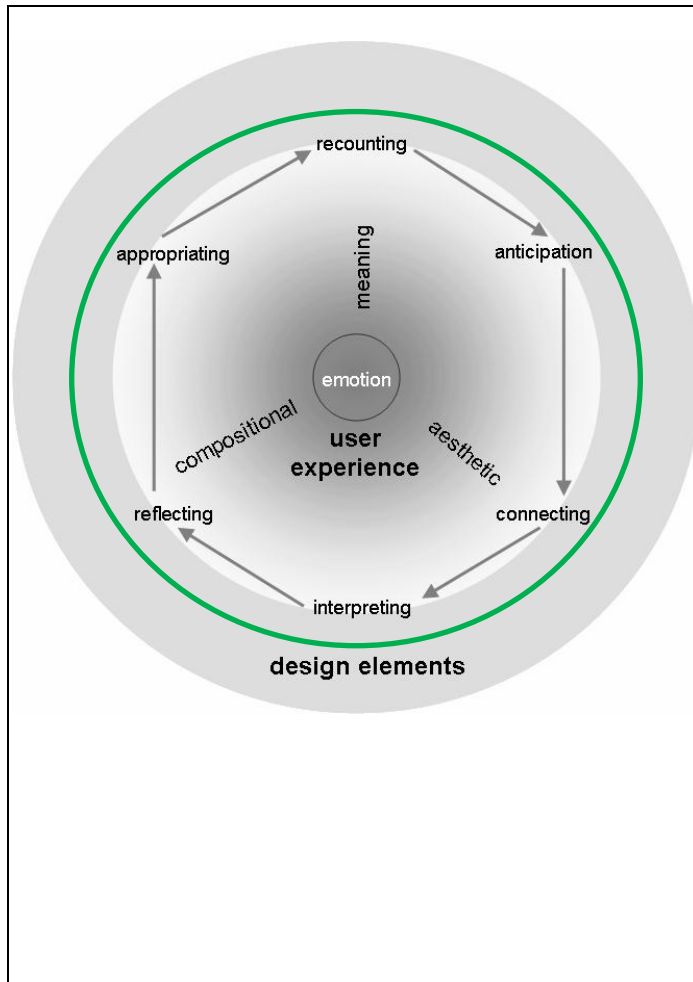 recounting
appropriating
anticipation
meaning
emotion
user
experience
compositional
aesthetic
reflecting
connecting
interpreting
design elements